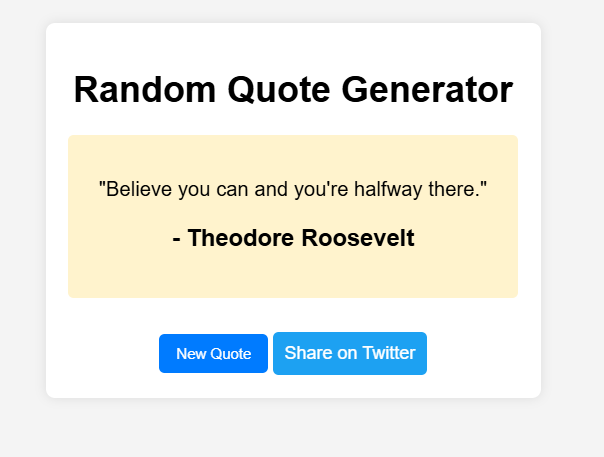 Random Quote Generator
"Believe you can and you're halfway there."
- Theodore Roosevelt
New Quote Share on Twitter